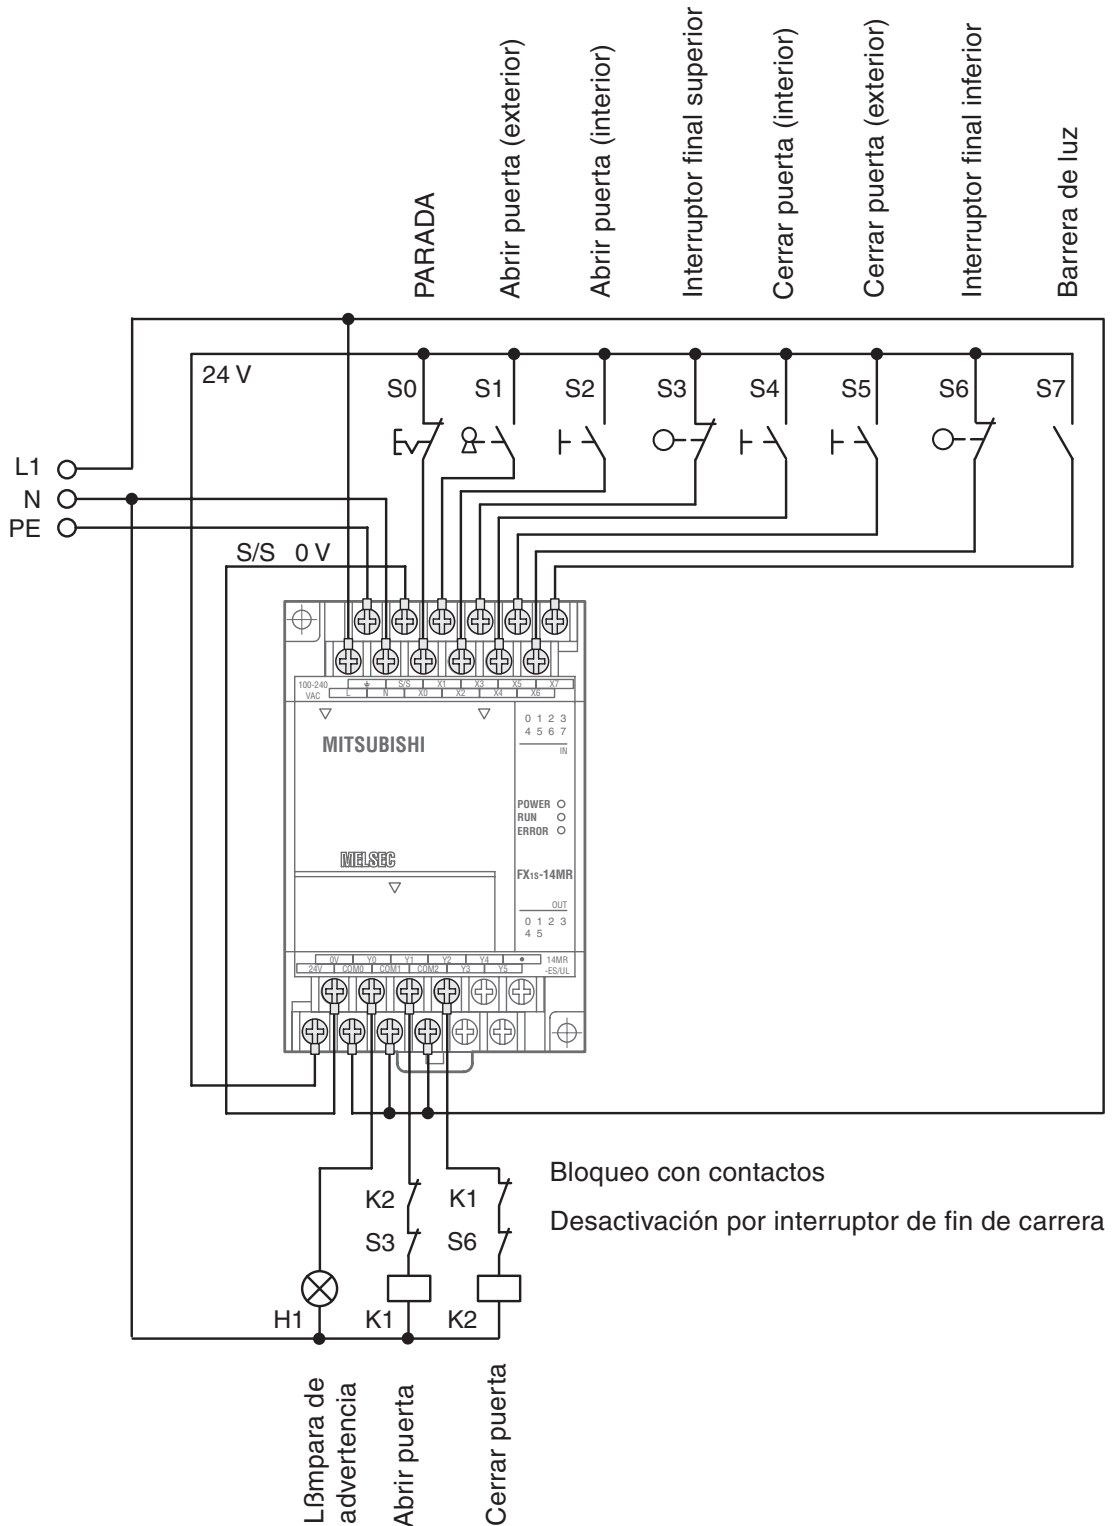 PARADA
Abrir puerta (exterior)
Abrir puerta (interior)
Interruptor final superior
Cerrar puerta (interior)
Cerrar puerta (exterior)
Interruptor final inferior
Barrera de luz
24 V
S0 S1 S2 S3 S4 S5 S6 S7
L1
N
PE
S/S 0 V
100-240 S/S X1 X3 X5 X7
VAC L N X0 X2 X4 X6
0 1 2 3
4 5 6 7
IN
MITSUBISHI
POWER
RUN
ERROR
MELSEC
FX1S-14MR
OUT
0 1 2 3
4 5
0V Y0 Y1 Y2 Y4 14MR
24V COM0 COM1 COM2 Y3 Y5 -ES/UL
Bloqueo con contactos
K2 K1
Desactivación por interruptor de fin de carrera
S3 S6
H1 K1 K2
Lßmpara de
advertencia
Abrir puerta
Cerrar puerta